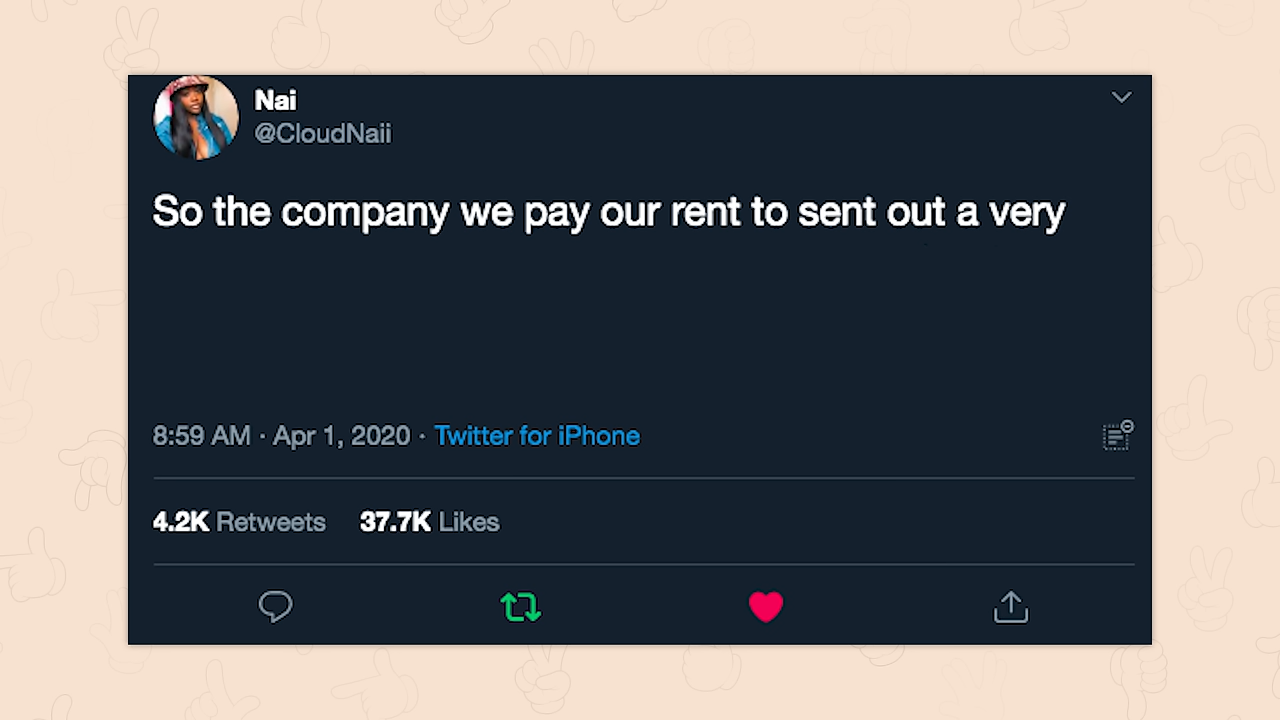 Nai
@CloudNaii
So the company we pay our rent to sent out a very
8:59 AM · Apr 1, 2020 · Twitter for iPhone
4.2K Retweets 37.7K Likes